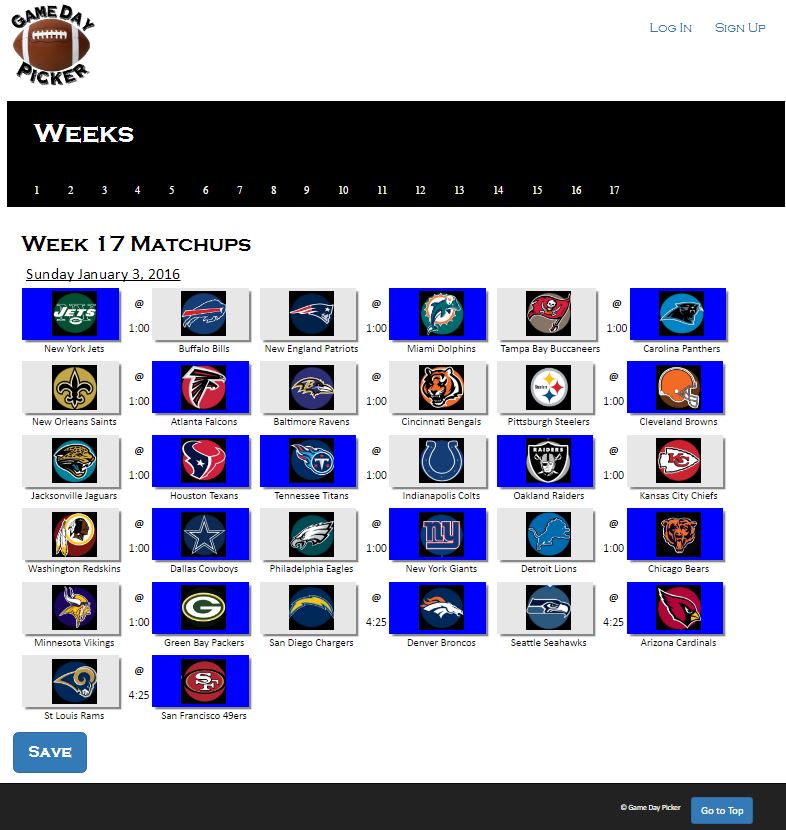 GAME DAY
PICKER
Log In Sign Up
Weeks
1 2 3 4 5 6 7 8 9 10 11 12 13 14 15 16 17
Week 17 Matchups
Sunday January 3, 2016
JETS @ @ @
1:00 1:00 1:00
New York Jets Buffalo Bills New England Patriots Miami Dolphins Tampa Bay Buccaneers Carolina Panthers
@ @ Steelers @
1:00 1:00 1:00
New Orleans Saints Atlanta Falcons Baltimore Ravens Cincinnati Bengals Pittsburgh Steelers Cleveland Browns
@ @ RAIDERS @
1:00 1:00 1:00
Jacksonville Jaguars Houston Texans Tennessee Titans Indianapolis Colts Oakland Raiders Kansas City Chiefs
@ @ ny @
1:00 1:00 1:00
Washington Redskins Dallas Cowboys Philadelphia Eagles New York Giants Detroit Lions Chicago Bears
@ G @ @
1:00 4:25 4:25
Minnesota Vikings Green Bay Packers San Diego Chargers Denver Broncos Seattle Seahawks Arizona Cardinals
@ SF
4:25
St Louis Rams San Francisco 49ers
Save
© Game Day Picker Go to Top